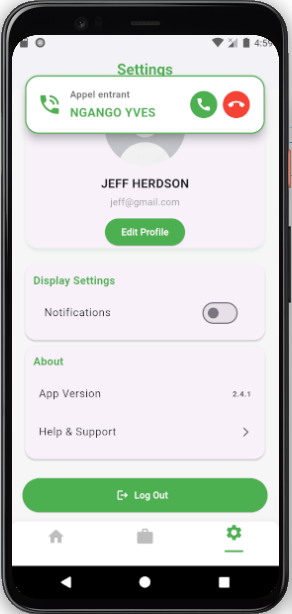 4:59
Settings
Appel entrant
NGANGO YVES
JEFF HERDSON
jeff@gmail.com
Edit Profile
Display Settings
Notifications
About
App Version
2.4.1
Help & Support
Log Out